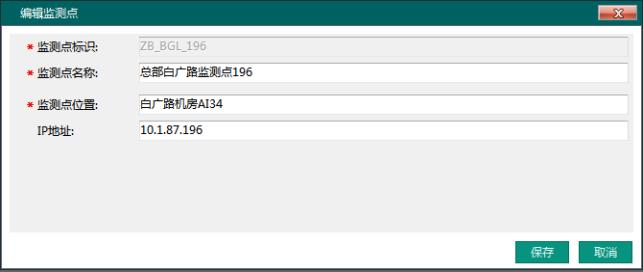 编辑监测点
* 监测点标识: ZB_BGL_196
* 监测点名称: 总部白广路监测点196
* 监测点位置: 白广路机房AI34
IP地址: 10.1.87.196
保存 取消